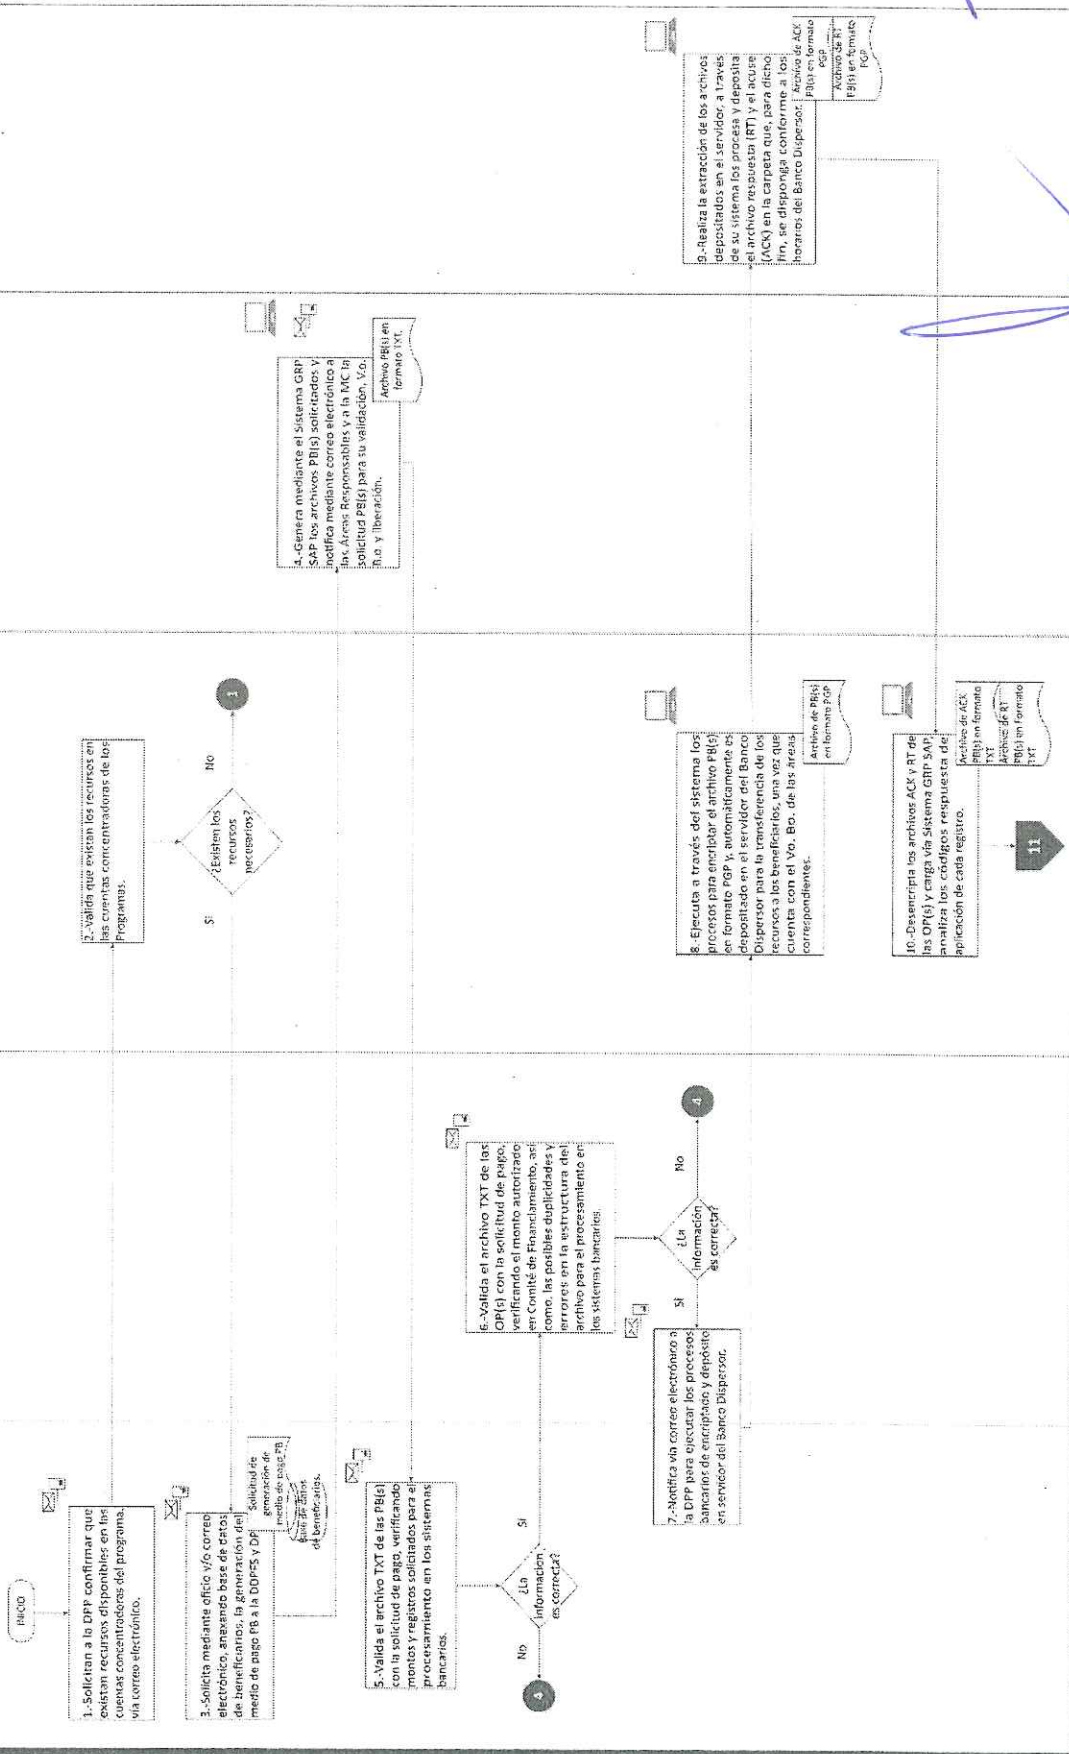 INICIO
1.-Solicitan a la DPP confirmar que
existan recursos disponibles en las
cuentas concentradoras del programa,
vía correo electrónico.
2.-Valida que existan los recursos en
las cuentas concentradoras de los
Programas.
¿Existen los
recursos
necesarios?
Si
No
1
3.-Solicita mediante oficio y/o correo
electrónico, anexando base de datos
de beneficiarios, la generación del
medio de pago PB a la DOPFS y DPP
Solicitud de
generación de
medio de pago PB
Base de datos
de beneficiarios.
4.-Genera mediante el Sistema GRP
SAP los archivos PB(s) solicitados y
notifica mediante correo electrónico a
las Áreas Responsables y a la MC la
solicitud PB(s) para su validación, V.o.
B.o. y liberación.
Archivo PB(s) en
formato TXT.
5.-Valida el archivo TXT de las PB(s)
con la solicitud de pago, verificando
montos y registros solicitados para el
procesamiento en los sistemas
bancarios.
¿La
información
es correcta?
No
Si
4
6.-Valida el archivo TXT de las
OP(s) con la solicitud de pago,
verificando el monto autorizado
en Comité de Financiamiento, así
como, las posibles duplicidades y
errores en la estructura del
archivo para el procesamiento en
los sistemas bancarios.
¿La
información
es correcta?
Si
No
4
7.-Notifica vía correo electrónico a
la DPP para ejecutar los procesos
bancarios de encriptado y depósito
en servidor del Banco Dispersor.
8.-Ejecuta a través del sistema los
procesos para encriptar el archivo PB(s)
en formato PGP y, automáticamente es
depositado en el servidor del Banco
Dispersor para la transferencia de los
recursos a los beneficiarios, una vez que
cuenta con el Vo. Bo. de las áreas
correspondientes.
Archivo de PB(s)
en formato PGP
9.-Realiza la extracción de los archivos
depositados en el servidor, a través
de su sistema los procesa y deposita
el archivo respuesta (RT) y el acuse
(ACK) en la carpeta que, para dicho
fin, se disponga conforme a los
horarios del Banco Dispersor.
Archivo de ACK
PB(s) en formato
PGP
Archivo de RT
PB(s) en formato
PGP
10.-Desencripta los archivos ACK y RT de
las OP(s) y carga vía Sistema GRP SAP,
analiza los códigos respuesta de
aplicación de cada registro.
Archivo de ACK
PB(s) en formato
TXT
Archivo de RT
PB(s) en formato
TXT
11